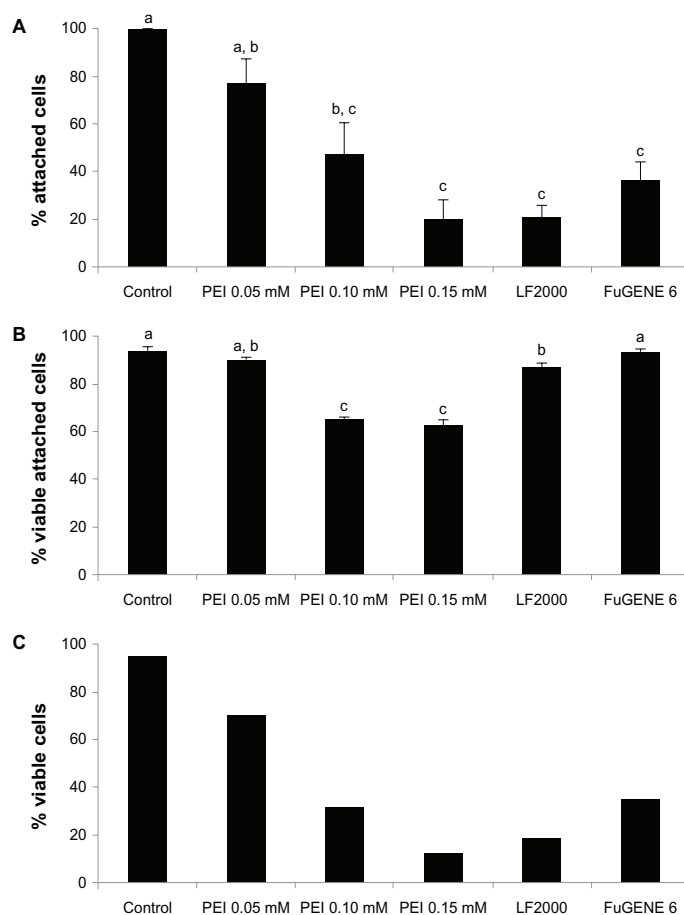 A
% attached cells
100
80
60
40
20
0
a
a, b
b, c
c
c
c
Control PEI 0.05 mM PEI 0.10 mM PEI 0.15 mM LF2000 FuGENE 6
B
% viable attached cells
100
80
60
40
20
0
a
a, b
c
c
b
a
Control PEI 0.05 mM PEI 0.10 mM PEI 0.15 mM LF2000 FuGENE 6
C
% viable cells
100
80
60
40
20
0
Control PEI 0.05 mM PEI 0.10 mM PEI 0.15 mM LF2000 FuGENE 6